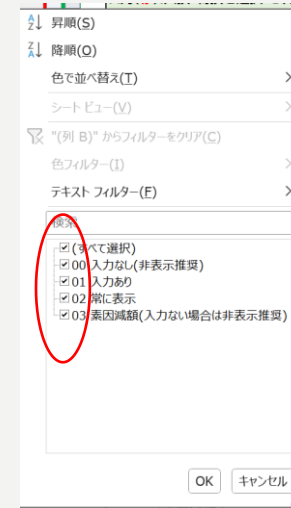 昇順(S)
降順(O)
色で並べ替え(T)
シート ビュー(V)
"(列 B)" からフィルターをクリア(C)
色フィルター(I)
テキスト フィルター(F)
検索
(すべて選択)
00 入力なし(非表示推奨)
01 入力あり
02 常に表示
03 素因減額(入力ない場合は非表示推奨)
OK キャンセル